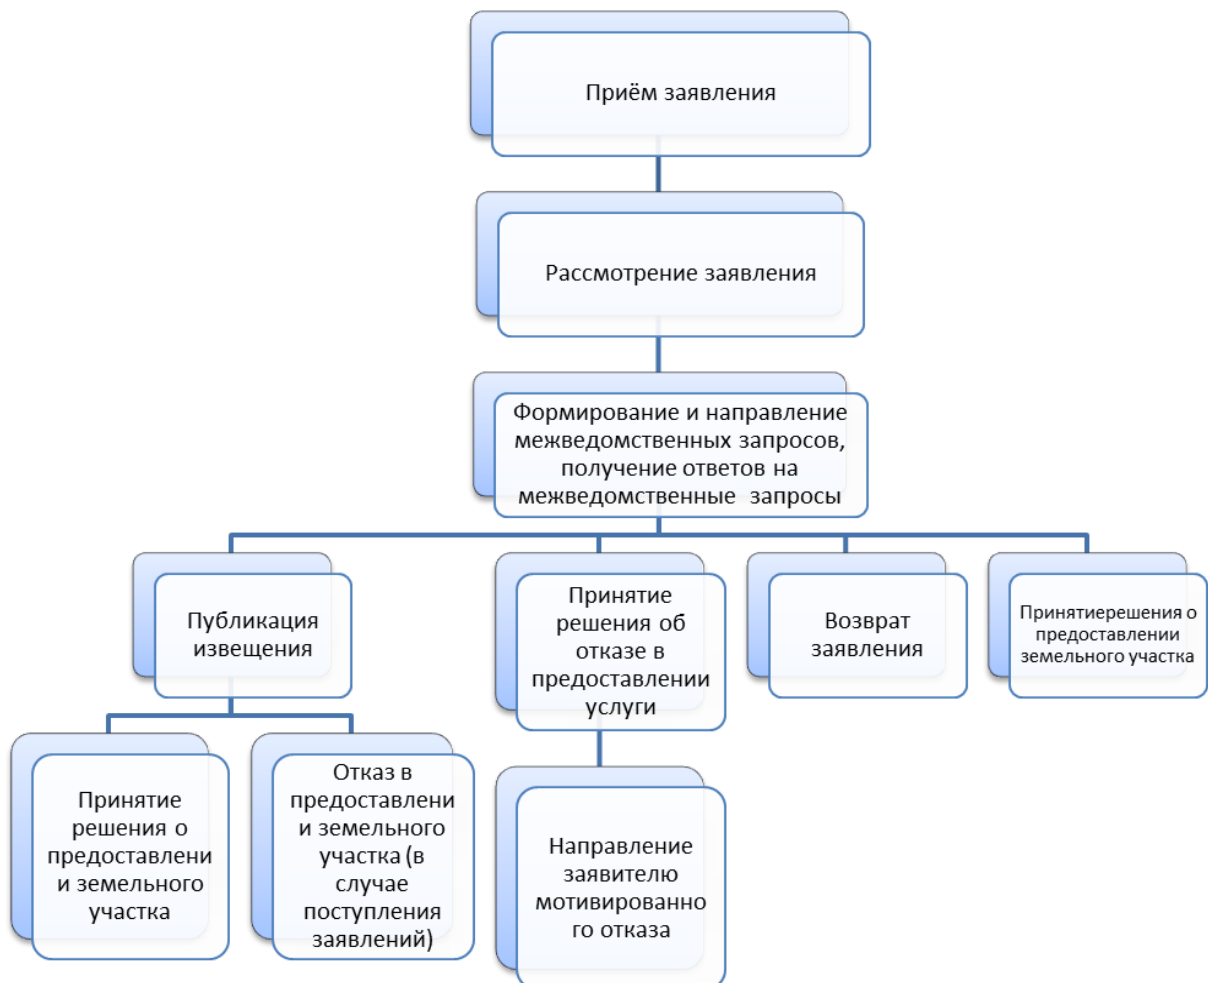 Приём заявления
Рассмотрение заявления
Формирование и направление
межведомственных запросов,
получение ответов на
межведомственные запросы
Публикация
извещения
Принятие
решения об
отказе в
предоставлении
услуги
Возврат
заявления
Принятиерешения о
предоставлении
земельного участка
Принятие
решения о
предоставлени
и земельного
участка
Отказ в
предоставлени
и земельного
участка (в
случае
поступления
заявлений)
Направление
заявителю
мотивированно
го отказа